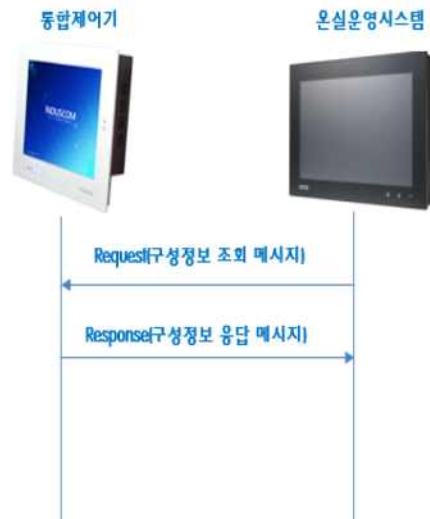 통합제어기
온실운영시스템
INDUSCOM
Request(구성정보 조회 메시지)
Response(구성정보 응답 메시지)